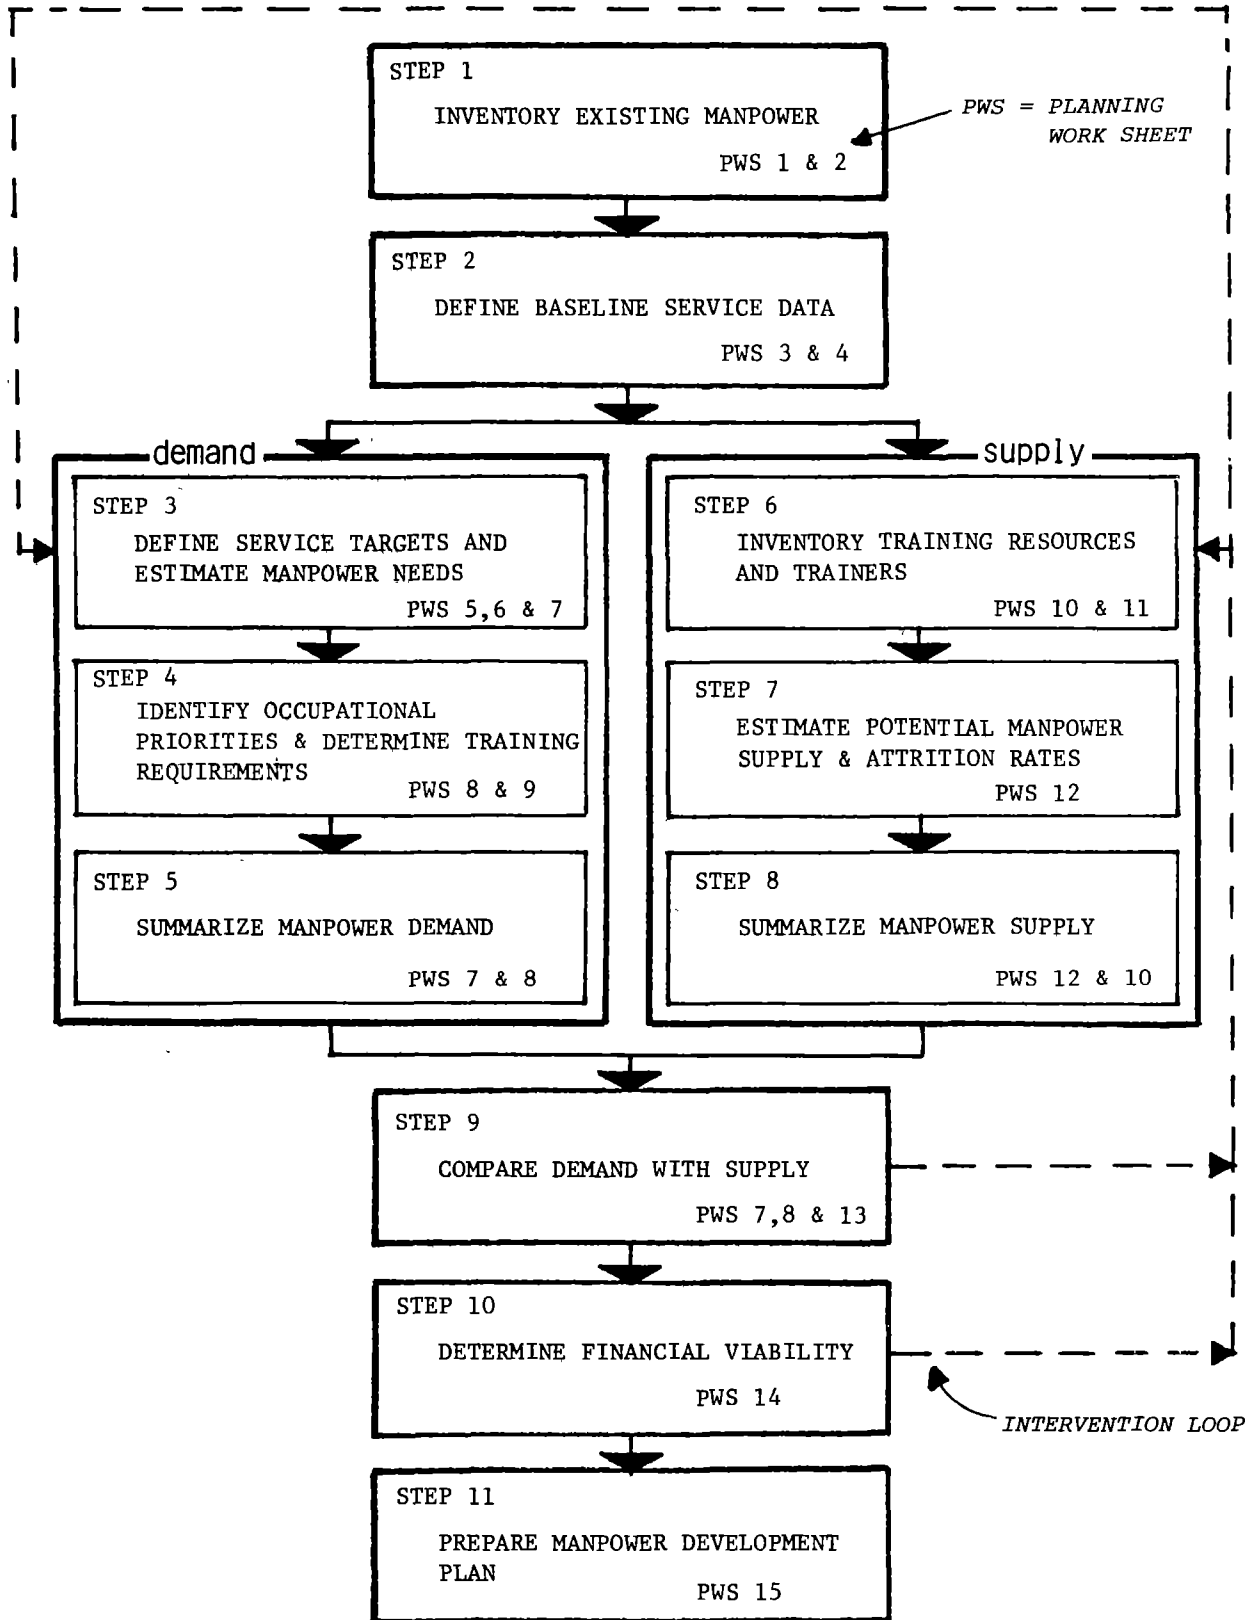 STEP 1
INVENTORY EXISTING MANPOWER
PWS 1 & 2
PWS = PLANNING
WORK SHEET
STEP 2
DEFINE BASELINE SERVICE DATA
PWS 3 & 4
demand
STEP 3
DEFINE SERVICE TARGETS AND
ESTIMATE MANPOWER NEEDS
PWS 5,6 & 7
STEP 4
IDENTIFY OCCUPATIONAL
PRIORITIES & DETERMINE TRAINING
REQUIREMENTS
PWS 8 & 9
STEP 5
SUMMARIZE MANPOWER DEMAND
PWS 7 & 8
supply
STEP 6
INVENTORY TRAINING RESOURCES
AND TRAINERS
PWS 10 & 11
STEP 7
ESTIMATE POTENTIAL MANPOWER
SUPPLY & ATTRITION RATES
PWS 12
STEP 8
SUMMARIZE MANPOWER SUPPLY
PWS 12 & 10
STEP 9
COMPARE DEMAND WITH SUPPLY
PWS 7,8 & 13
STEP 10
DETERMINE FINANCIAL VIABILITY
PWS 14
INTERVENTION LOOP
STEP 11
PREPARE MANPOWER DEVELOPMENT
PLAN
PWS 15